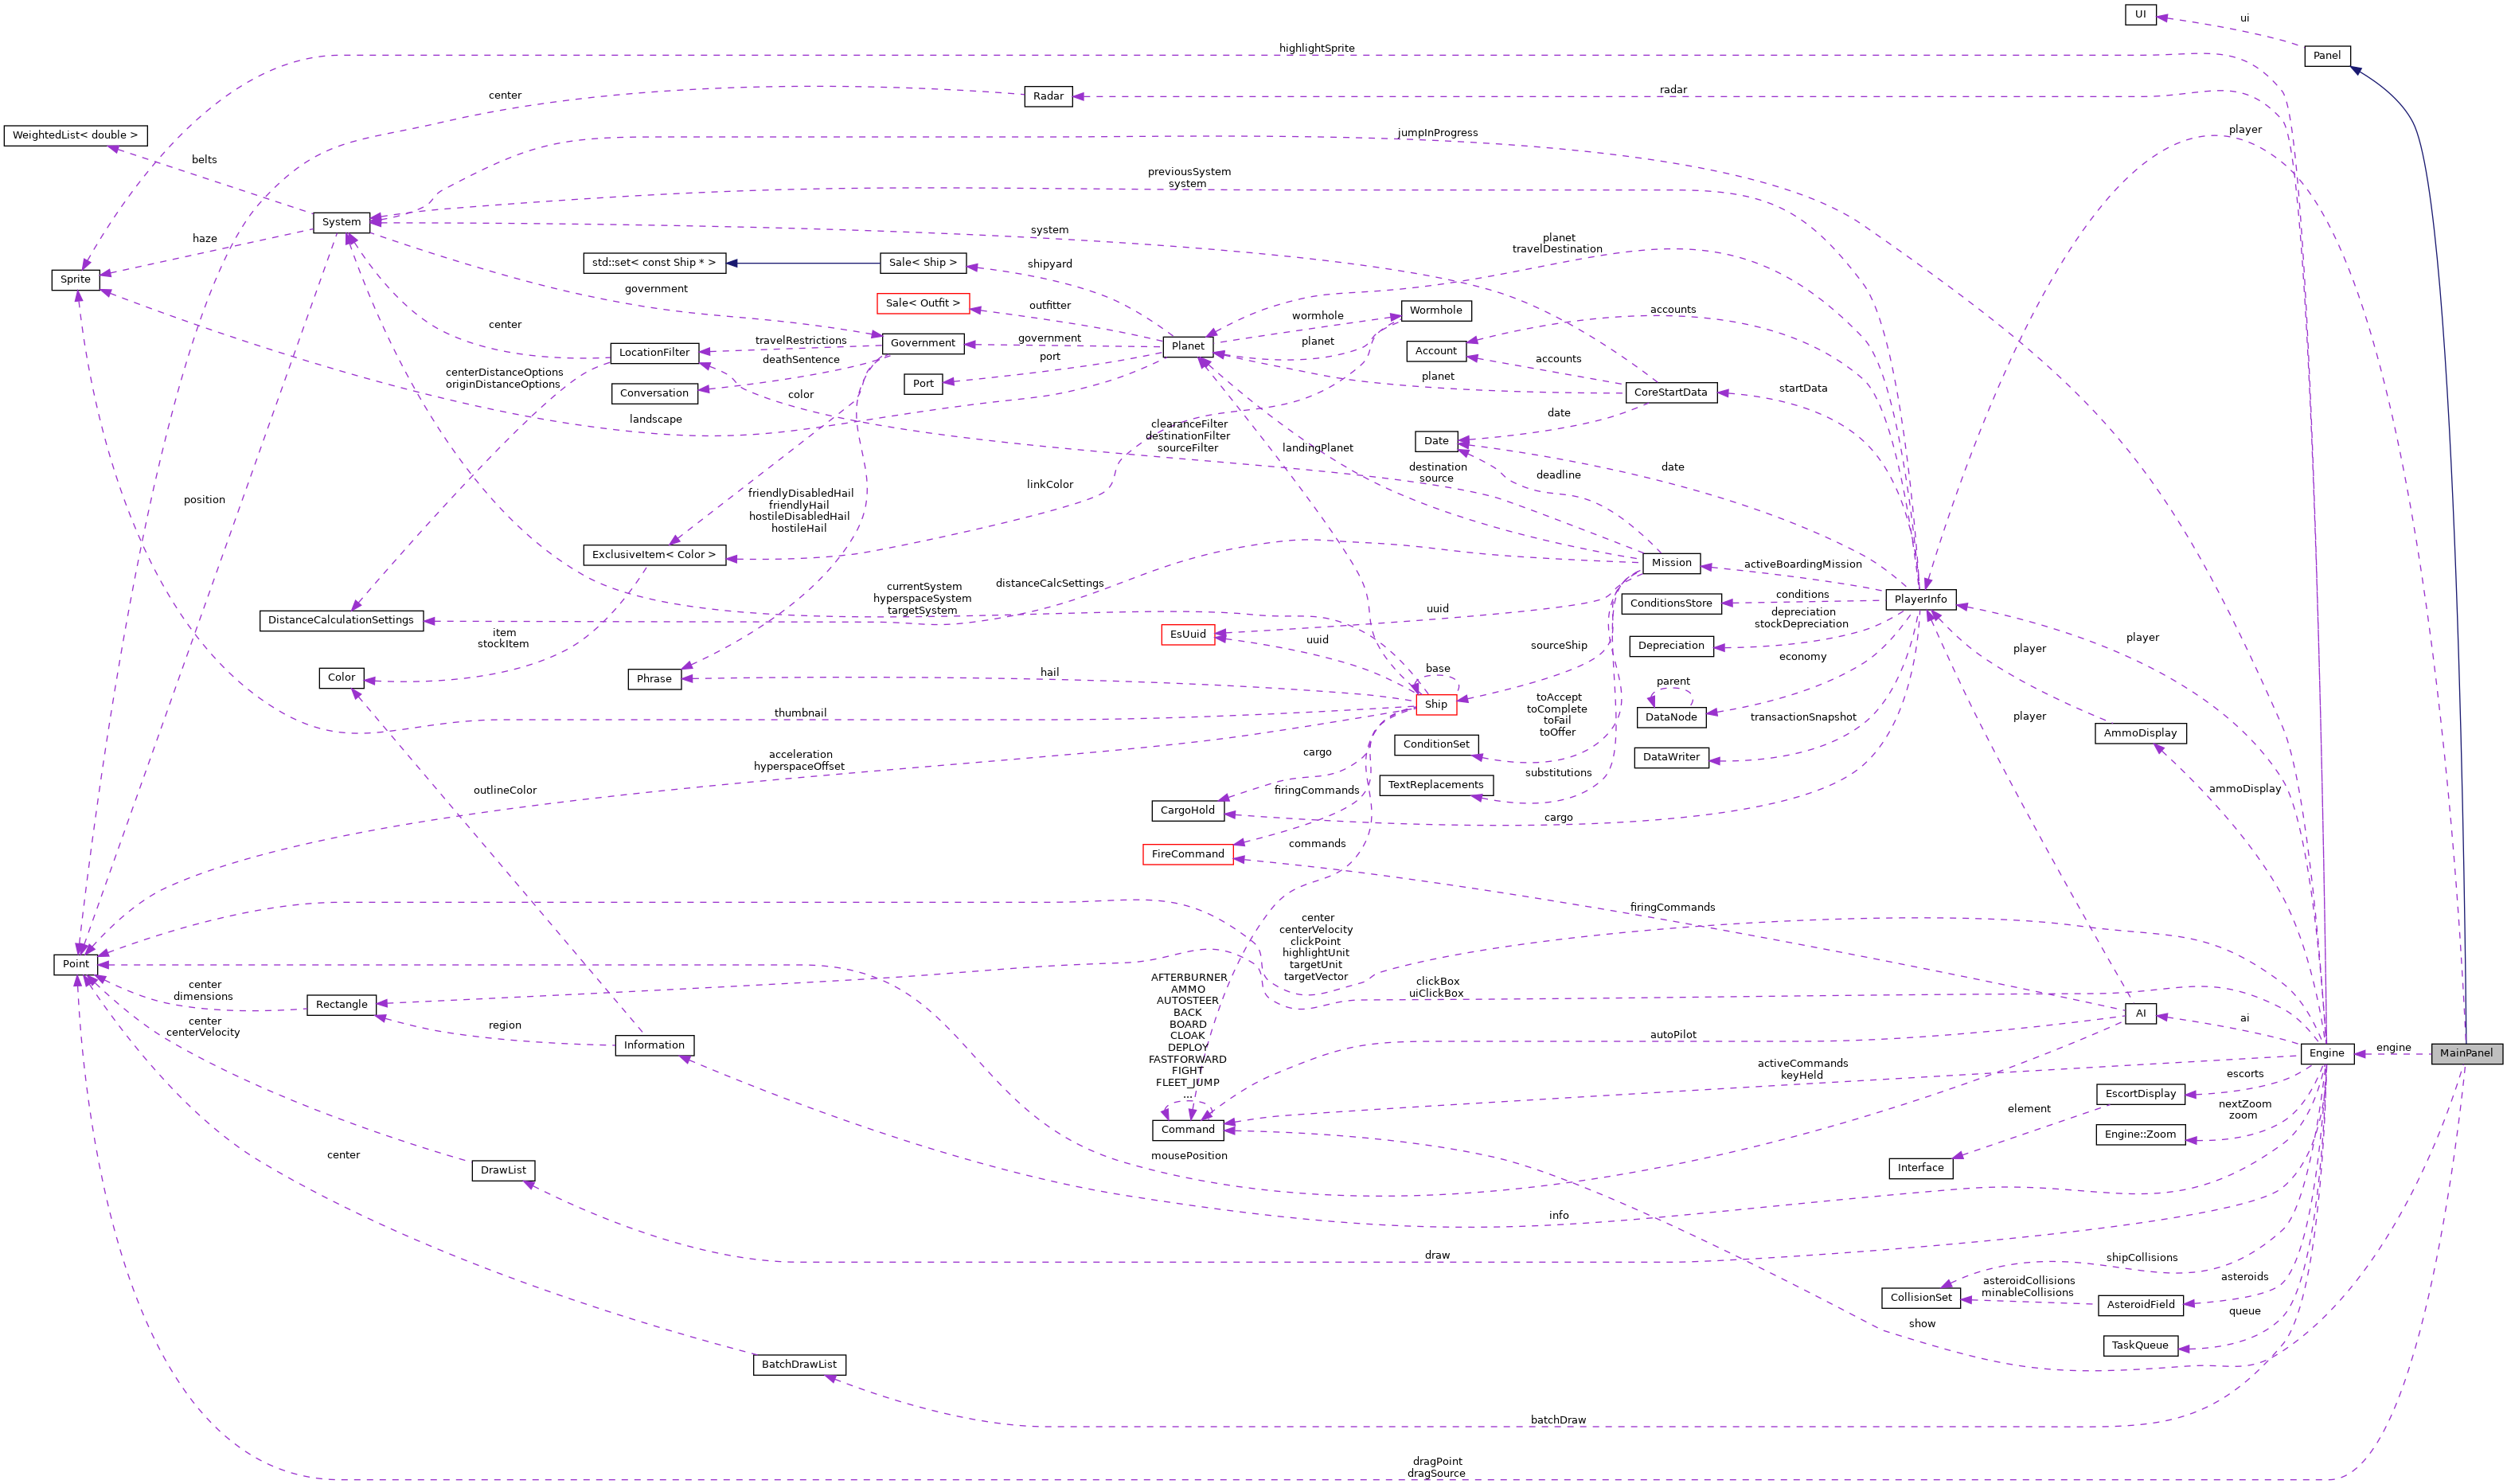 UI
ui
highlightSprite
Panel
center
Radar
radar
WeightedList< double >
jumpInProgress
player
belts
previousSystem
system
System
haze
system
planet
travelDestination
std::set< const Ship * >
Sale< Ship >
shipyard
Sprite
government
Sale< Outfit >
outfitter
Wormhole
accounts
wormhole
center
travelRestrictions
Government
government
Planet
planet
Account
LocationFilter
deathSentence
port
accounts
centerDistanceOptions
originDistanceOptions
Conversation
color
Port
planet
CoreStartData
startData
landscape
clearanceFilter
destinationFilter
sourceFilter
date
landingPlanet
Date
destination
source
deadline
date
linkColor
position
friendlyDisabledHail
friendlyHail
hostileDisabledHail
hostileHail
ExclusiveItem< Color >
Mission
activeBoardingMission
distanceCalcSettings
currentSystem
hyperspaceSystem
targetSystem
uuid
ConditionsStore
conditions
PlayerInfo
DistanceCalculationSettings
depreciation
stockDepreciation
item
stockItem
EsUuid
uuid
sourceShip
Depreciation
player
player
economy
Color
Phrase
hail
base
parent
Ship
thumbnail
toAccept
toComplete
toFail
toOffer
DataNode
transactionSnapshot
player
AmmoDisplay
acceleration
hyperspaceOffset
cargo
ConditionSet
DataWriter
substitutions
TextReplacements
outlineColor
firingCommands
ammoDisplay
CargoHold
cargo
commands
FireCommand
firingCommands
center
centerVelocity
clickPoint
highlightUnit
targetUnit
targetVector
Point
center
dimensions
Rectangle
AFTERBURNER
AMMO
AUTOSTEER
BACK
BOARD
CLOAK
DEPLOY
FASTFORWARD
FIGHT
FLEET_JUMP
...
clickBox
uiClickBox
AI
ai
center
centerVelocity
region
Information
autoPilot
Engine
engine
MainPanel
activeCommands
keyHeld
escorts
EscortDisplay
element
nextZoom
zoom
Command
Engine::Zoom
center
mousePosition
DrawList
Interface
info
draw
shipCollisions
asteroids
asteroidCollisions
minableCollisions
CollisionSet
AsteroidField
queue
show
TaskQueue
BatchDrawList
batchDraw
dragPoint
dragSource